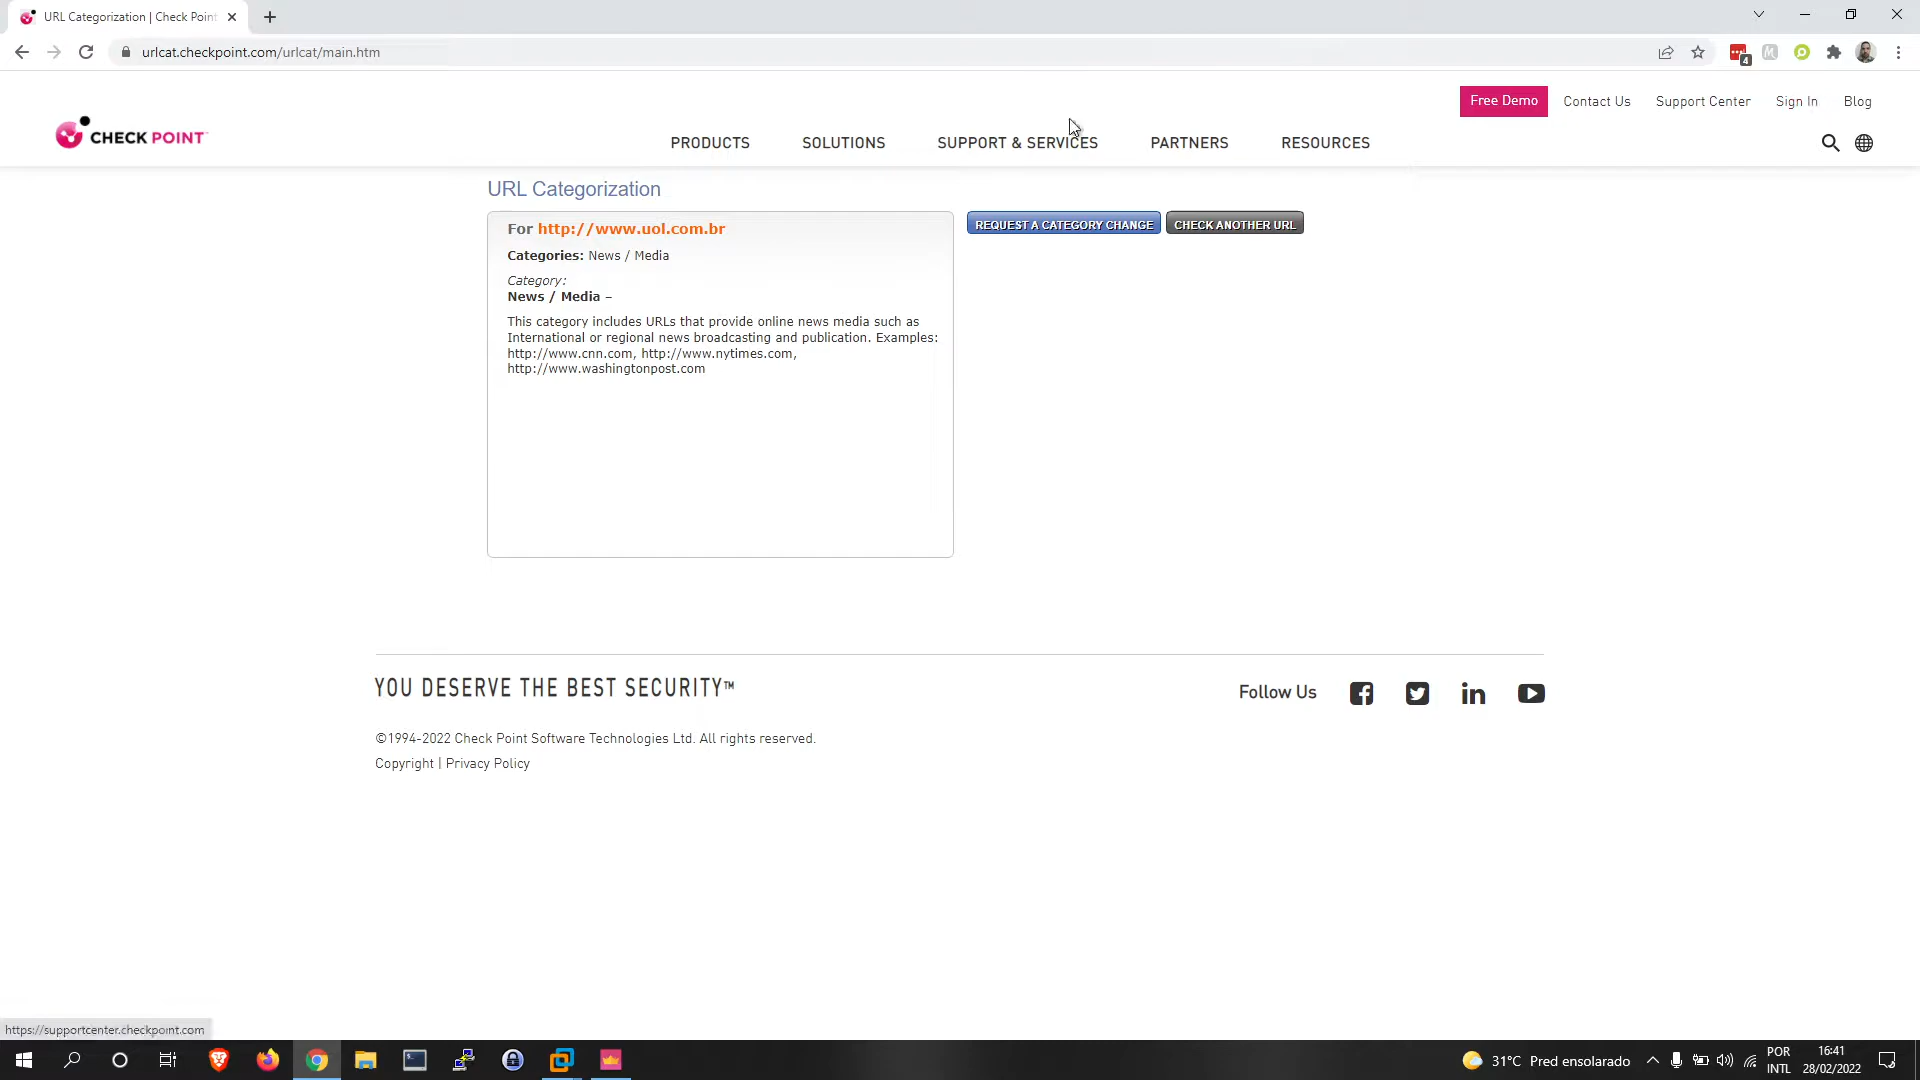 URL Categorization | Check Point
urlcat.checkpoint.com/urlcat/main.htm
4
Free Demo
Contact Us
Support Center
Sign In
Blog
CHECK POINT
PRODUCTS
SOLUTIONS
SUPPORT & SERVICES
PARTNERS
RESOURCES
URL Categorization
For http://www.uol.com.br
REQUEST A CATEGORY CHANGE
CHECK ANOTHER URL
Categories: News / Media
Category:
News / Media –
This category includes URLs that provide online news media such as
International or regional news broadcasting and publication. Examples:
http://www.cnn.com, http://www.nytimes.com,
http://www.washingtonpost.com
YOU DESERVE THE BEST SECURITY™
Follow Us
©1994-2022 Check Point Software Technologies Ltd. All rights reserved.
Copyright | Privacy Policy
https://supportcenter.checkpoint.com
31°C Pred ensolarado
POR
INTL
16:41
28/02/2022